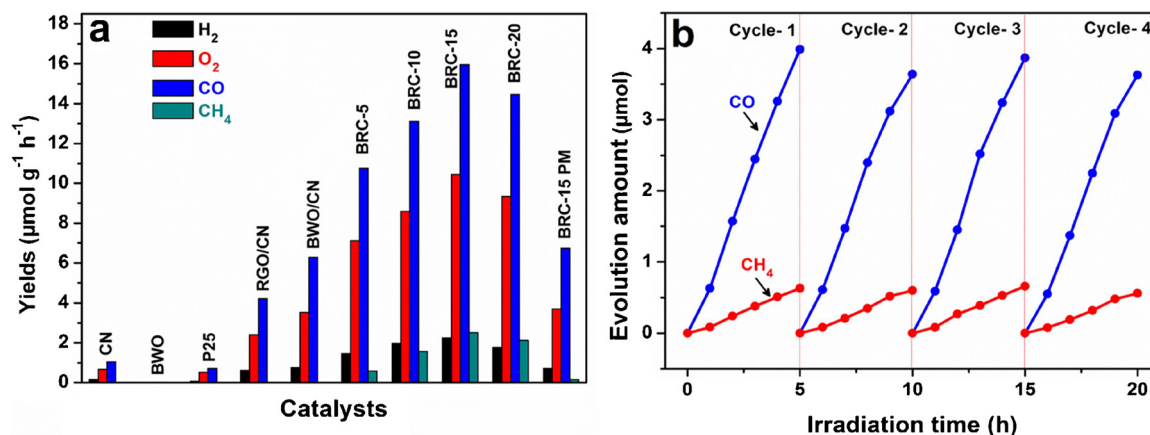 a
H₂
O₂
CO
CH₄
CN
BWO
P25
RGO/CN
BWO/CN
BRC-5
BRC-10
BRC-15
BRC-20
BRC-15 PM
18
16
14
12
10
8
6
4
2
0
Yields (μmol g⁻¹ h⁻¹)
Catalysts
b
Cycle- 1
Cycle- 2
Cycle- 3
Cycle- 4
CO
CH₄
4
3
2
1
0
Evolution amount (μmol)
0 5 10 15 20
Irradiation time (h)